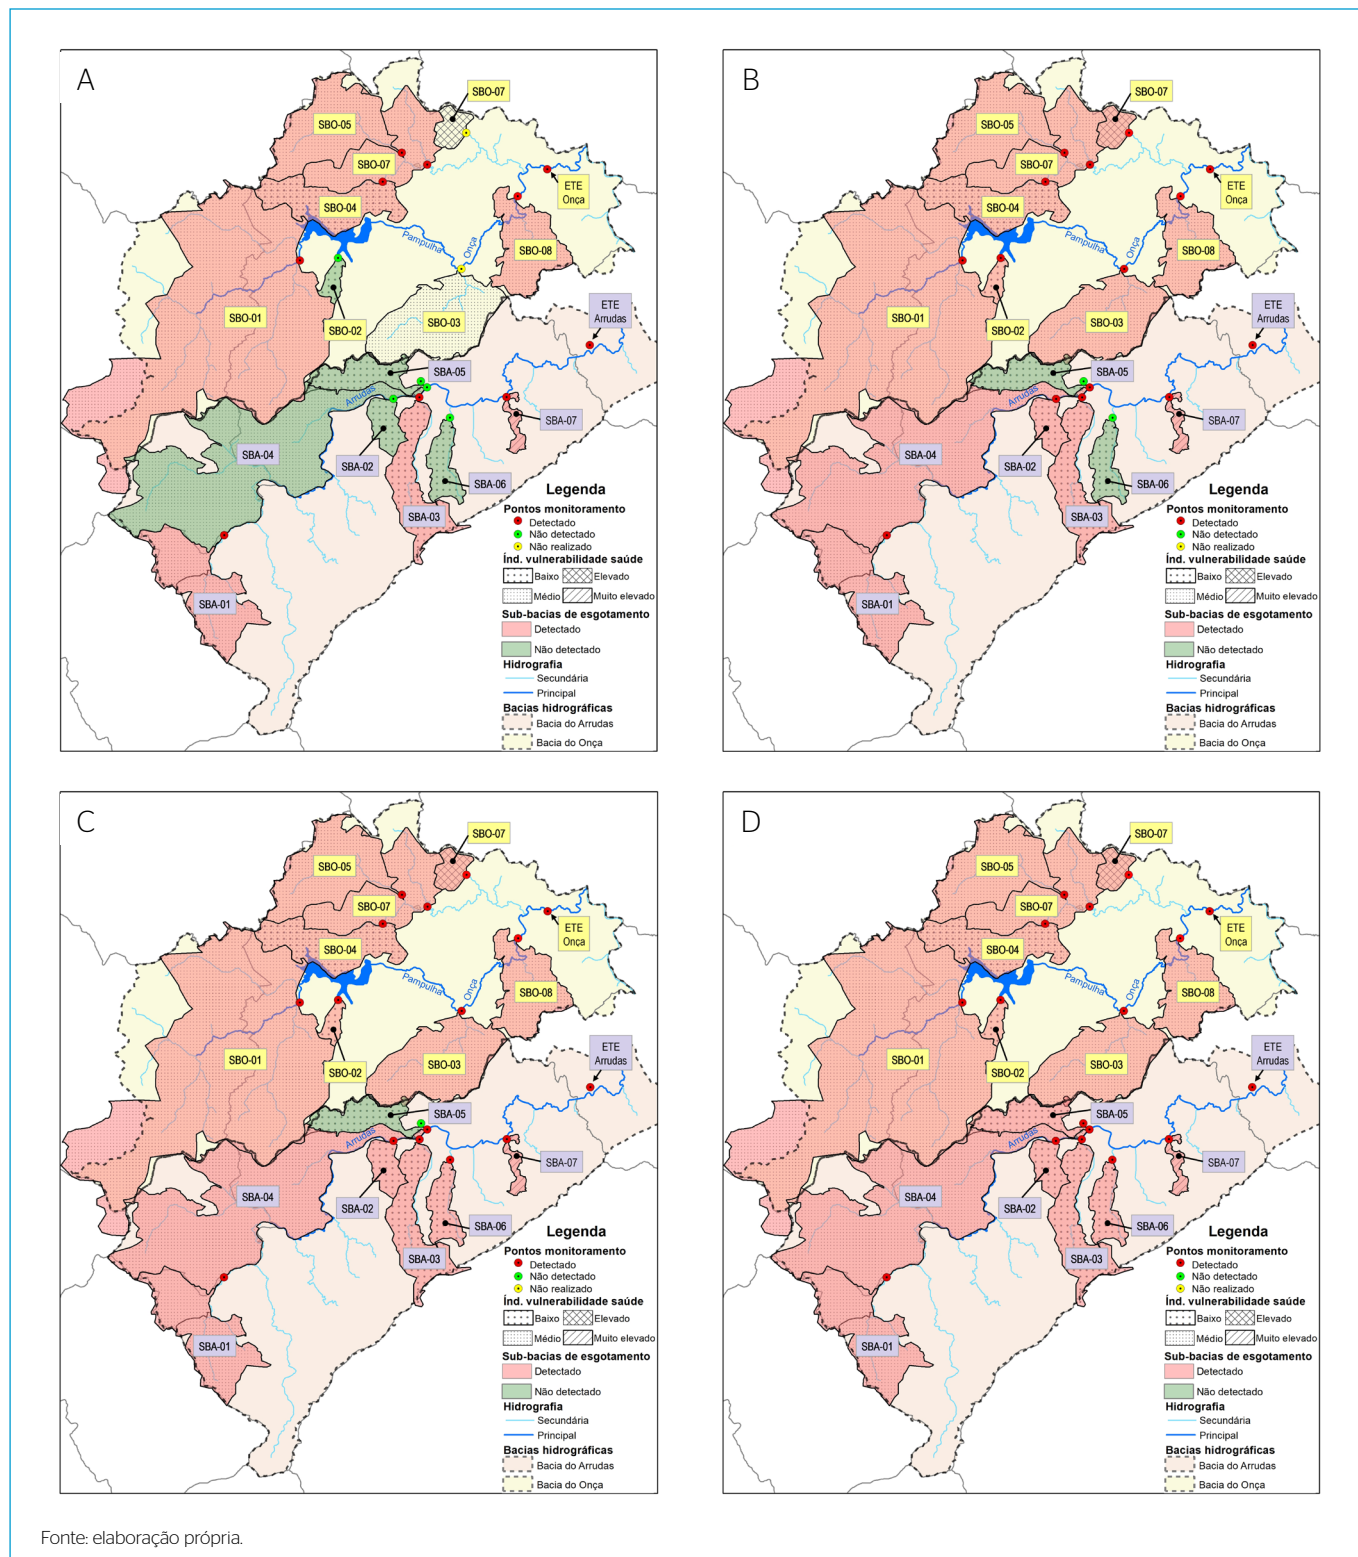 A
SBO-07
SBO-05
SBO-07
SBO-04
ETE
Onça
Pampulha
Onça
SBO-08
SBO-01
SBO-02
SBO-03
ETE
Arrudas
SBA-05
Arrudas
SBA-07
SBA-04
SBA-02
SBA-06
SBA-03
SBA-01
Legenda
Pontos monitoramento
Detectado
Não detectado
Não realizado
Índ. vulnerabilidade saúde
Baixo Elevado
Médio Muito elevado
Sub-bacias de esgotamento
Detectado
Não detectado
Hidrografia
Secundária
Principal
Bacias hidrográficas
Bacia do Arrudas
Bacia do Onça
B
SBO-07
SBO-05
SBO-07
SBO-04
ETE
Onça
Pampulha
Onça
SBO-08
SBO-01
SBO-02
SBO-03
ETE
Arrudas
SBA-05
Arrudas
SBA-07
SBA-04
SBA-02
SBA-06
SBA-03
SBA-01
Legenda
Pontos monitoramento
Detectado
Não detectado
Não realizado
Índ. vulnerabilidade saúde
Baixo Elevado
Médio Muito elevado
Sub-bacias de esgotamento
Detectado
Não detectado
Hidrografia
Secundária
Principal
Bacias hidrográficas
Bacia do Arrudas
Bacia do Onça
C
SBO-07
SBO-05
SBO-07
SBO-04
ETE
Onça
Pampulha
Onça
SBO-08
SBO-01
SBO-02
SBO-03
ETE
Arrudas
SBA-05
Arrudas
SBA-07
SBA-04
SBA-02
SBA-06
SBA-03
SBA-01
Legenda
Pontos monitoramento
Detectado
Não detectado
Não realizado
Índ. vulnerabilidade saúde
Baixo Elevado
Médio Muito elevado
Sub-bacias de esgotamento
Detectado
Não detectado
Hidrografia
Secundária
Principal
Bacias hidrográficas
Bacia do Arrudas
Bacia do Onça
D
SBO-07
SBO-05
SBO-07
SBO-04
ETE
Onça
Pampulha
Onça
SBO-08
SBO-01
SBO-02
SBO-03
ETE
Arrudas
SBA-05
Arrudas
SBA-07
SBA-04
SBA-02
SBA-06
SBA-03
SBA-01
Legenda
Pontos monitoramento
Detectado
Não detectado
Não realizado
Índ. vulnerabilidade saúde
Baixo Elevado
Médio Muito elevado
Sub-bacias de esgotamento
Detectado
Não detectado
Hidrografia
Secundária
Principal
Bacias hidrográficas
Bacia do Arrudas
Bacia do Onça
Fonte: elaboração própria.